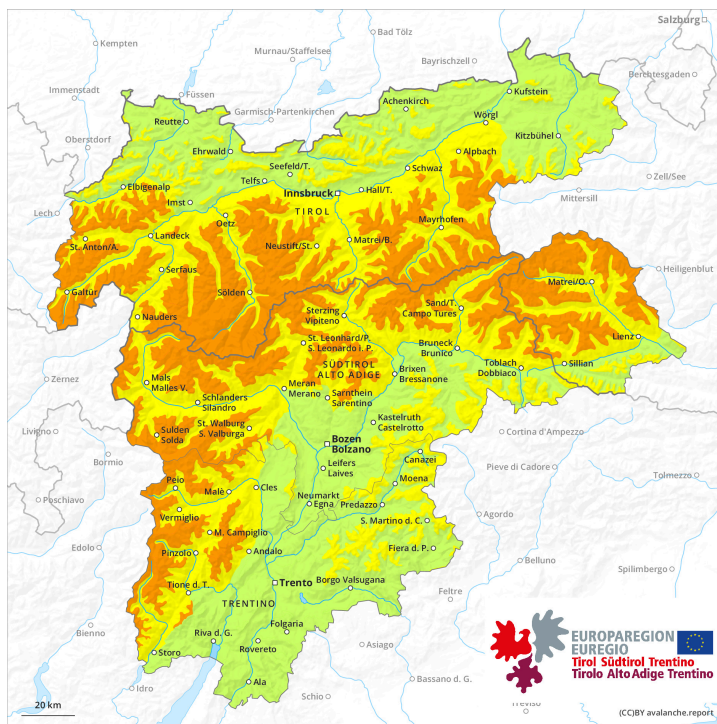 Salzburg
Bad Tölz
Kempten
Murnau/Staffelsee
Bayrischzell
Berchtesgaden
Immenstadt
Füssen
Kufstein
Achenkirch
Garmisch-Partenkirchen
Reutte
Wörgl
Oberstdorf
Kitzbühel
Ehrwald
Alpbach
Seefeld/T.
Schwaz
Telfs
Zell/See
Elbigenalp
Innsbruck
Hall/T.
Mittersill
Imst
Lech
TIROL
Oetz
Mayrhofen
Landeck
St. Anton/A.
Neustift/St.
Matrei/B.
Serfaus
Heiligenblut
Matrei/O.
Galtür
Sölden
Sand/T.
Campo Tures
Nauders
Sterzing
Vipiteno
Lienz
St. Leonhard/P.
S. Leonardo i. P.
Bruneck
Brunico
Sillian
Toblach
Dobbiaco
SÜDTIROL
ALTO ADIGE
Brixen
Bressanone
Zernez
Mals
Malles V.
Meran
Merano
Sarnthein
Sarentino
Schlanders
Silandro
Kastelruth
Castelrotto
St. Walburg
S. Valburga
Livigno
Sulden
Solda
Cortina d'Ampezzo
Bozen
Bolzano
Bormio
Canazei
Pieve di Cadore
Leifers
Laives
Tolmezzo
Peio
Moena
Poschiavo
Malè
Cles
Neumarkt
Egna
Predazzo
Vermiglio
Agordo
S. Martino d. C.
M. Campiglio
Edolo
Pinzolo
Andalo
Fiera d. P.
Belluno
Spilimbergo
Trento
Borgo Valsugana
Tione d. T.
Feltre
TRENTINO
Folgaria
Bienno
Riva d. G.
Rovereto
Asiago
Storo
EUROPAREGION
EUREGIO
Tirol Südtirol Trentino
Tirolo Alto Adige Trentino
Bassano d. G.
Ala
Idro
Schio
Treviso
20 km
(CC)BY avalanche.report